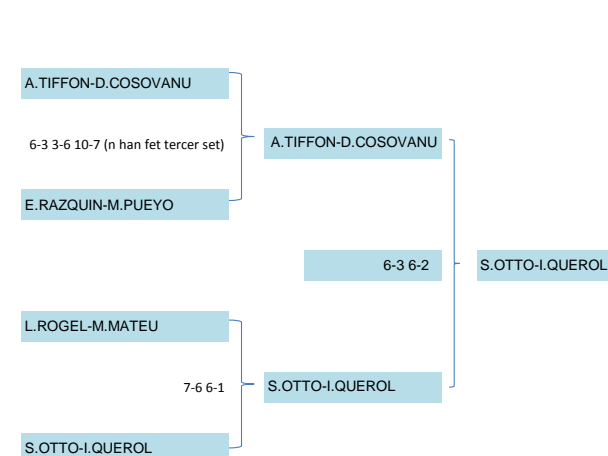 A.TIFFON-D.COSOVANU
6-3 3-6 10-7 (n han fet tercer set)
A.TIFFON-D.COSOVANU
E.RAZQUIN-M.PUEYO
6-3 6-2
S.OTTO-I.QUEROL
L.ROGEL-M.MATEU
7-6 6-1
S.OTTO-I.QUEROL
S.OTTO-I.QUEROL